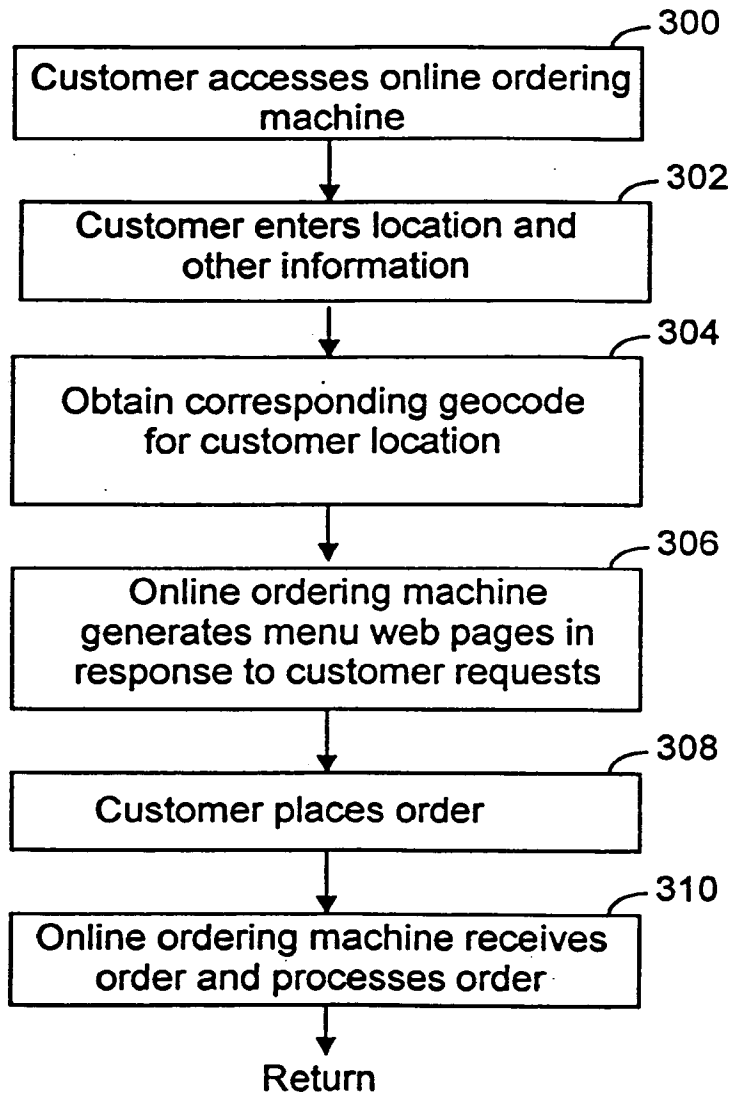 300
Customer accesses online ordering
machine
302
Customer enters location and
other information
304
Obtain corresponding geocode
for customer location
306
Online ordering machine
generates menu web pages in
response to customer requests
308
Customer places order
310
Online ordering machine receives
order and processes order
Return